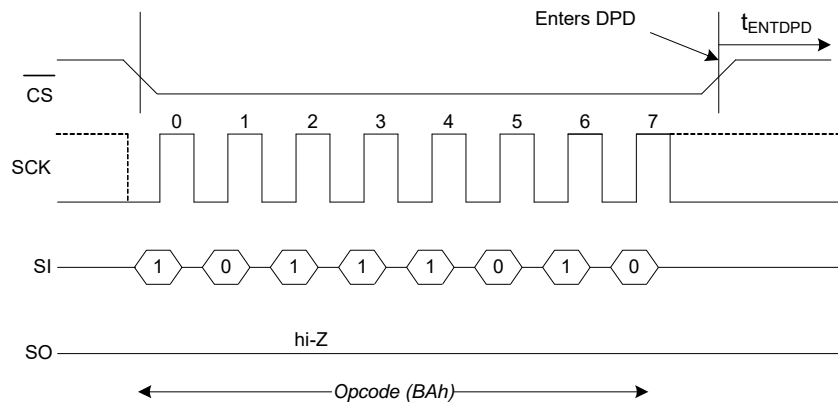 Enters DPD
tENTDPD
CS
0 1 2 3 4 5 6 7
SCK
SI 1 0 1 1 1 0 1 0
hi-Z
SO
Opcode (BAh)